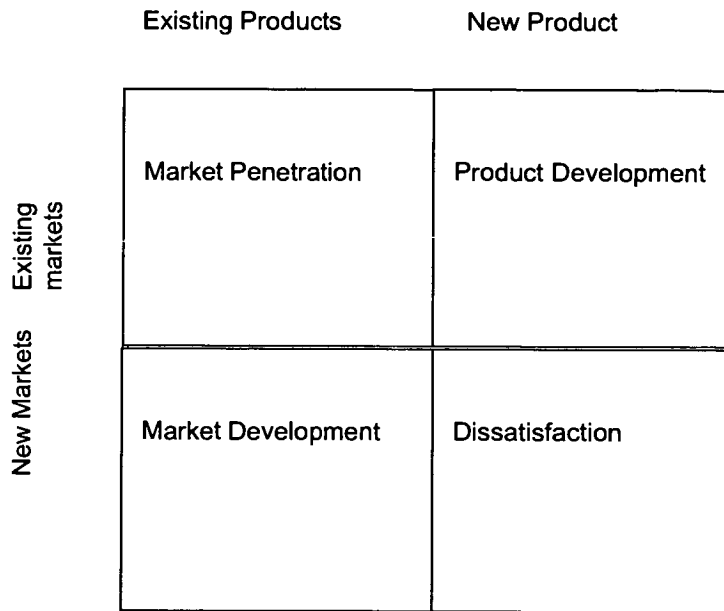 Existing Products New Product
Market Penetration Product Development
Existing
markets
Market Development Dissatisfaction
New Markets